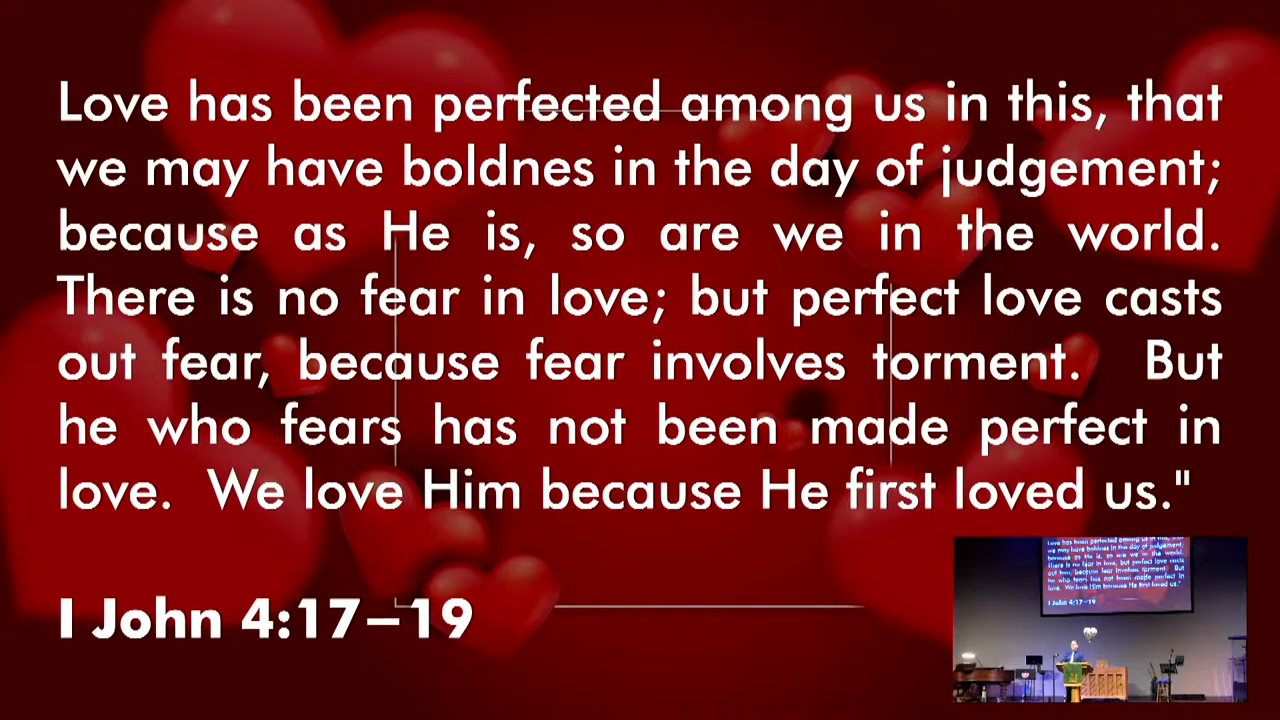 Love has been perfected among us in this, that
we may have boldnes in the day of judgement;
because as He is, so are we in the world.
There is no fear in love; but perfect love casts
out fear, because fear involves torment.  But
he who fears has not been made perfect in
love.  We love Him because He first loved us."
I John 4:17–19